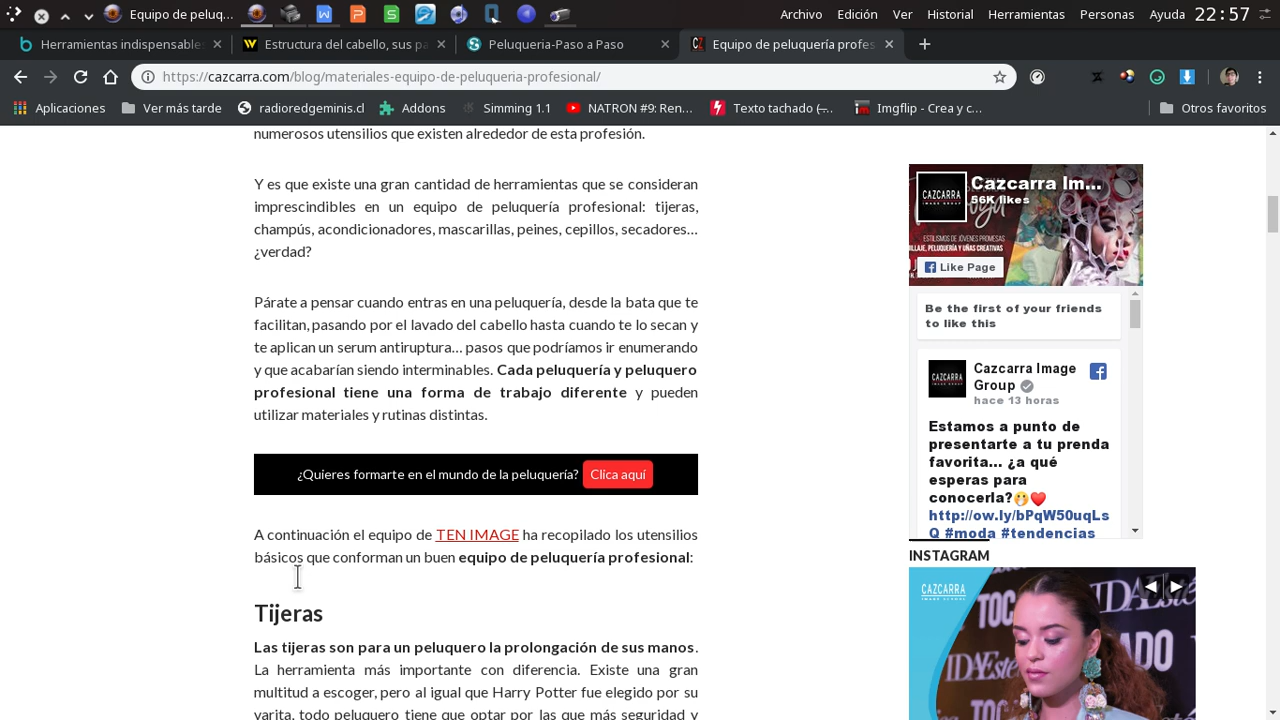 Equipo de peluq...
Archivo Edición Ver Historial Herramientas Personas Ayuda 22:57
Herramientas indispensables
Estructura del cabello, sus pa
Peluqueria-Paso a Paso
Equipo de peluquería profes
https://cazcarra.com/blog/materiales-equipo-de-peluqueria-profesional/
Aplicaciones Ver más tarde radioredgeminis.cl Addons Simming 1.1 NATRON #9: Ren... Texto tachado (... Imgflip - Crea y c... Otros favoritos
numerosos utensilios que existen alrededor de esta profesión.
Y es que existe una gran cantidad de herramientas que se consideran
imprescindibles en un equipo de peluquería profesional: tijeras,
champús, acondicionadores, mascarillas, peines, cepillos, secadores...
¿verdad?
Párate a pensar cuando entras en una peluquería, desde la bata que te
facilitan, pasando por el lavado del cabello hasta cuando te lo secan y
te aplican un serum antiruptura... pasos que podríamos ir enumerando
y que acabarían siendo interminables. Cada peluquería y peluquero
profesional tiene una forma de trabajo diferente y pueden
utilizar materiales y rutinas distintas.
¿Quieres formarte en el mundo de la peluquería? Clica aquí
A continuación el equipo de TEN IMAGE ha recopilado los utensilios
básicos que conforman un buen equipo de peluquería profesional:
Tijeras
Las tijeras son para un peluquero la prolongación de sus manos.
La herramienta más importante con diferencia. Existe una gran
multitud a escoger, pero al igual que Harry Potter fue elegido por su
varita, todo peluquero tiene que optar por las que más seguridad y
CAZCARRA
IMAGE GROUP
Cazcarra Im...
56K likes
ESTILISMOS DE JÓVENES PROMESAS
Like Page
Be the first of your friends
to like this
CAZCARRA
Cazcarra Image
Group
hace 13 horas
Estamos a punto de
presentarte a tu prenda
favorita... ¿a qué
esperas para
conocerla?🤭❤️
http://ow.ly/bPqW50uqLs
Q #moda #tendencias
INSTAGRAM
CAZCARRA